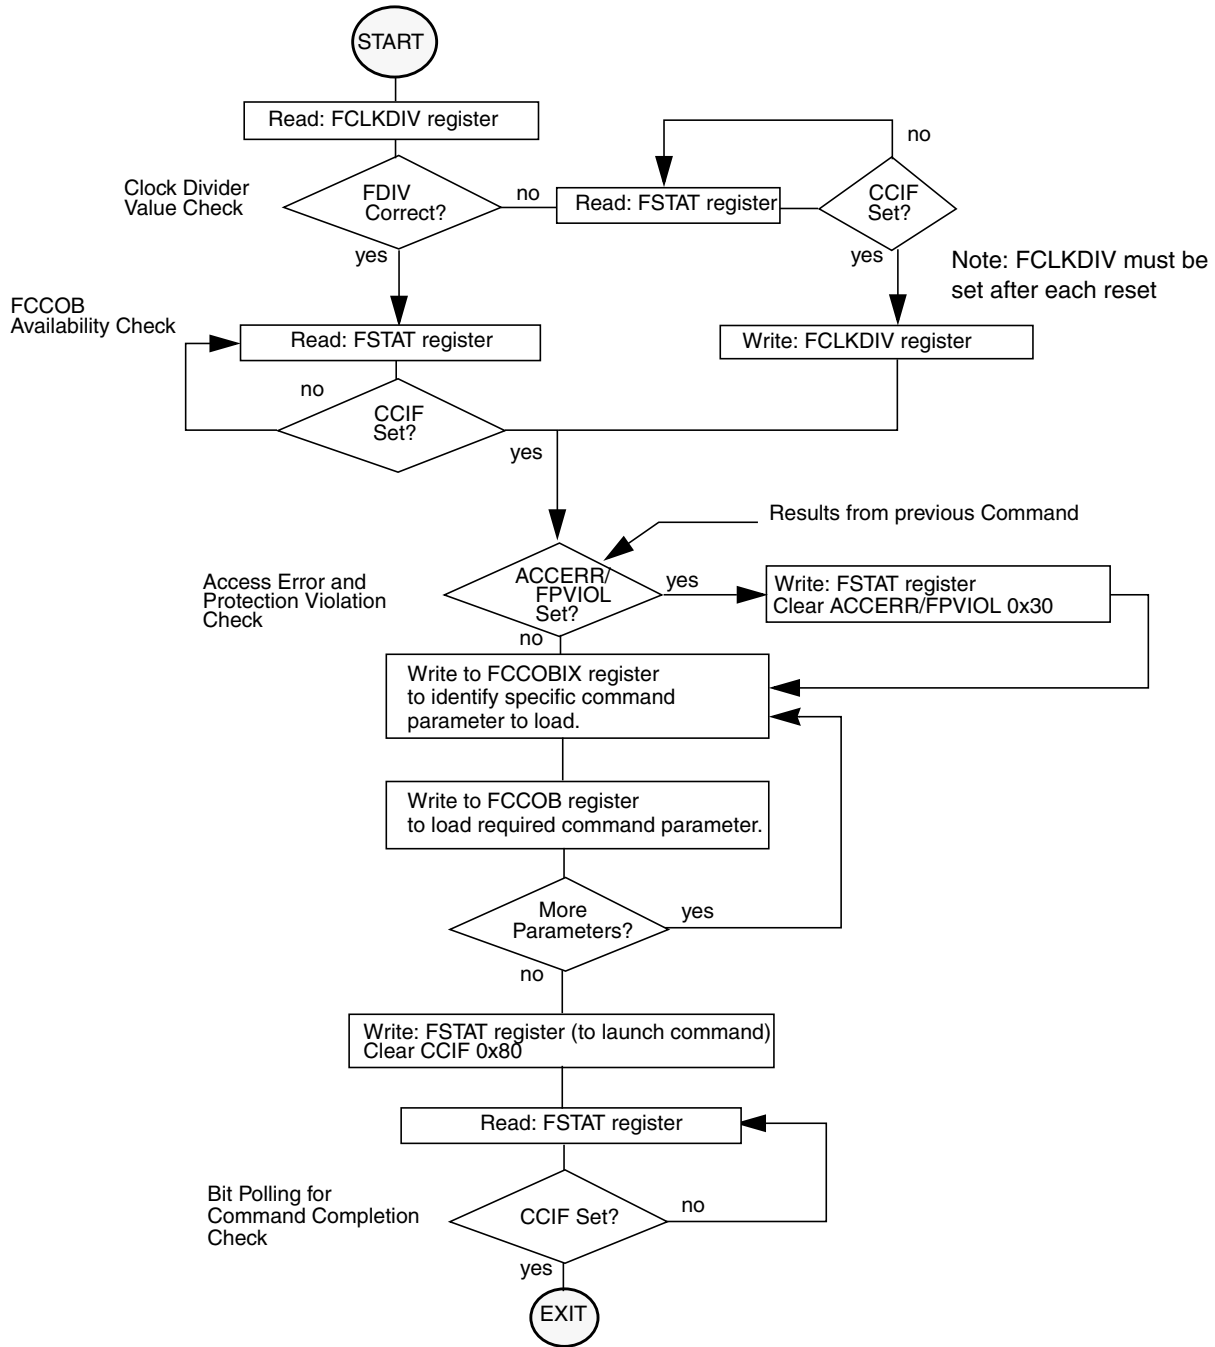 START
Read: FCLKDIV register
Clock Divider
Value Check
FDIV
Correct?
no
yes
Read: FSTAT register
CCIF
Set?
no
yes
Note: FCLKDIV must be
set after each reset
FCCOB
Availability Check
Read: FSTAT register
Write: FCLKDIV register
no
CCIF
Set?
yes
Results from previous Command
Access Error and
Protection Violation
Check
ACCERR/
FPVIOL
Set?
yes
no
Write: FSTAT register
Clear ACCERR/FPVIOL 0x30
Write to FCCOBIX register
to identify specific command
parameter to load.
Write to FCCOB register
to load required command parameter.
More
Parameters?
yes
no
Write: FSTAT register (to launch command)
Clear CCIF 0x80
Read: FSTAT register
Bit Polling for
Command Completion
Check
CCIF Set?
no
yes
EXIT